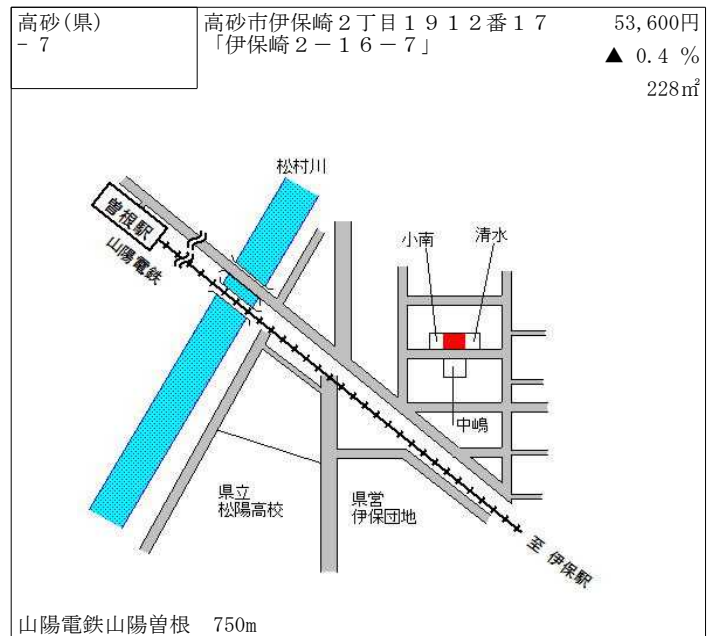 高砂(県)
－7
高砂市伊保崎２丁目１９１２番１７
「伊保崎２－１６－７」
53,600円
▲ 0.4 %
228㎡
松村川
曽根駅
山陽電鉄
小南
清水
中嶋
県立
松陽高校
県営
伊保団地
至 伊保駅
山陽電鉄山陽曽根 750m